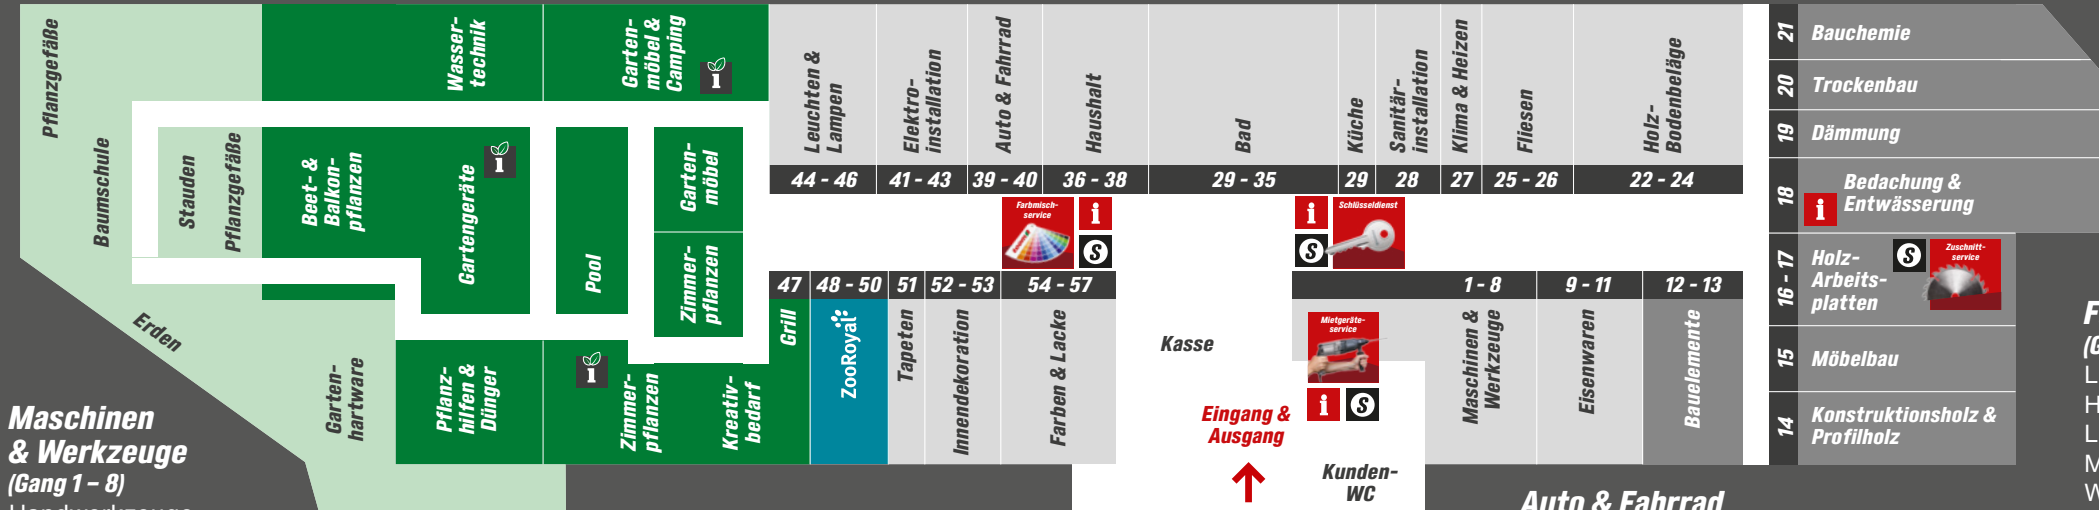 Pflanzgefäße
Baumschule
Stauden
Pflanzgefäße
Erden
Garten-
hartware
Wasser-
technik
Garten-
möbel &
Camping
Beet- &
Balkon-
pflanzen
Gartengeräte
Pool
Garten-
möbel
Zimmer-
pflanzen
Pflanz-
hilfen &
Dünger
Zimmer-
pflanzen
Kreativ-
bedarf
Leuchten &
Lampen
Elektro-
installation
Auto & Fahrrad
Haushalt
Bad
Küche
Sanitär-
installation
Klima & Heizen
Fliesen
Holz-
Bodenbeläge
44 - 46
41 - 43
39 - 40
36 - 38
29 - 35
29
28
27
25 - 26
22 - 24
Farbmisch-
service
i
S
i
S
Schlüsseldienst
47
48 - 50
51
52 - 53
54 - 57
1 - 8
9 - 11
12 - 13
Grill
ZooRoyal
Tapeten
Innendekoration
Farben & Lacke
Kasse
Mietgeräte-
service
i
S
Eingang &
Ausgang
Kunden-
WC
Maschinen &
Werkzeuge
Eisenwaren
Bauelemente
21 Bauchemie
20 Trockenbau
19 Dämmung
18 Bedachung &
i Entwässerung
16 - 17 Holz-
Arbeits-
platten
S
Zuschnitt-
service
15 Möbelbau
14 Konstruktionsholz &
Profilholz
Maschinen
& Werkzeuge
(Gang 1 – 8)
Handwerkzeuge
Auto & Fahrrad
F
(G
L
H
L
M
W